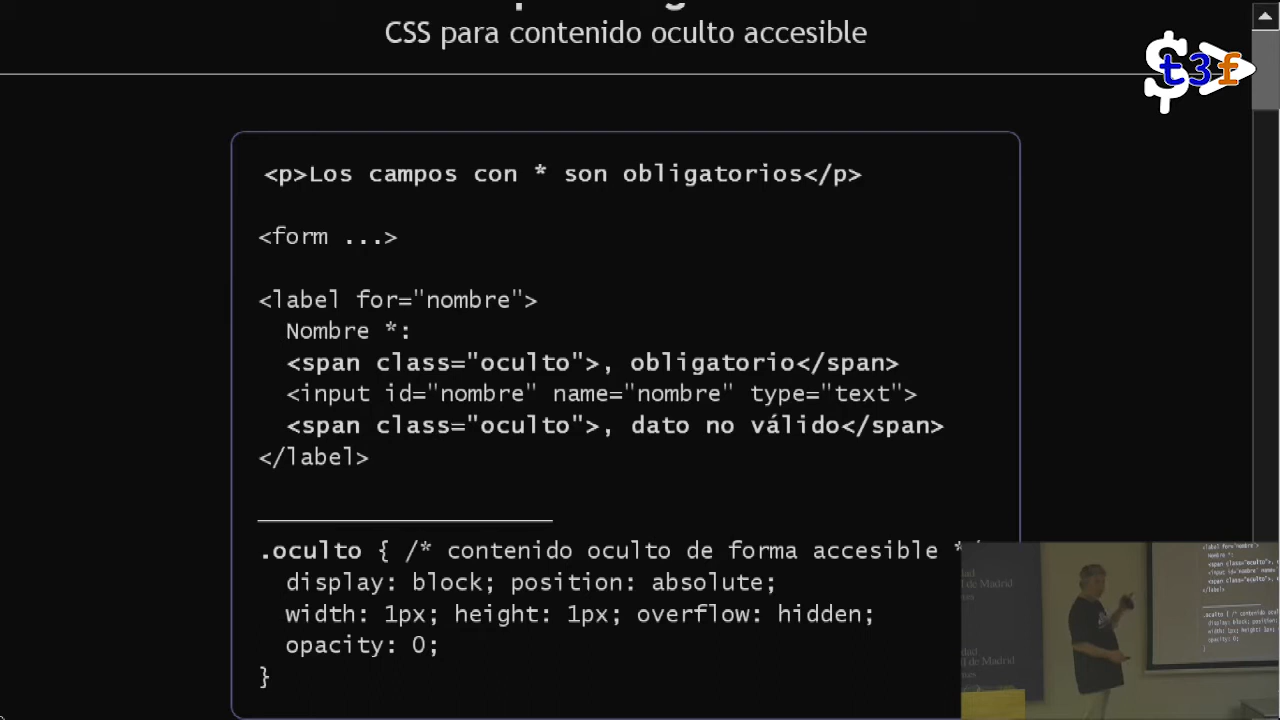 CSS para contenido oculto accesible
$t3f
<p>Los campos con * son obligatorios</p>
<form ...>
<label for="nombre">
Nombre *:
<span class="oculto">, obligatorio</span>
<input id="nombre" name="nombre" type="text">
<span class="oculto">, dato no válido</span>
</label>
.oculto { /* contenido oculto de forma accesible *
display: block; position: absolute;
width: 1px; height: 1px; overflow: hidden;
opacity: 0;
}